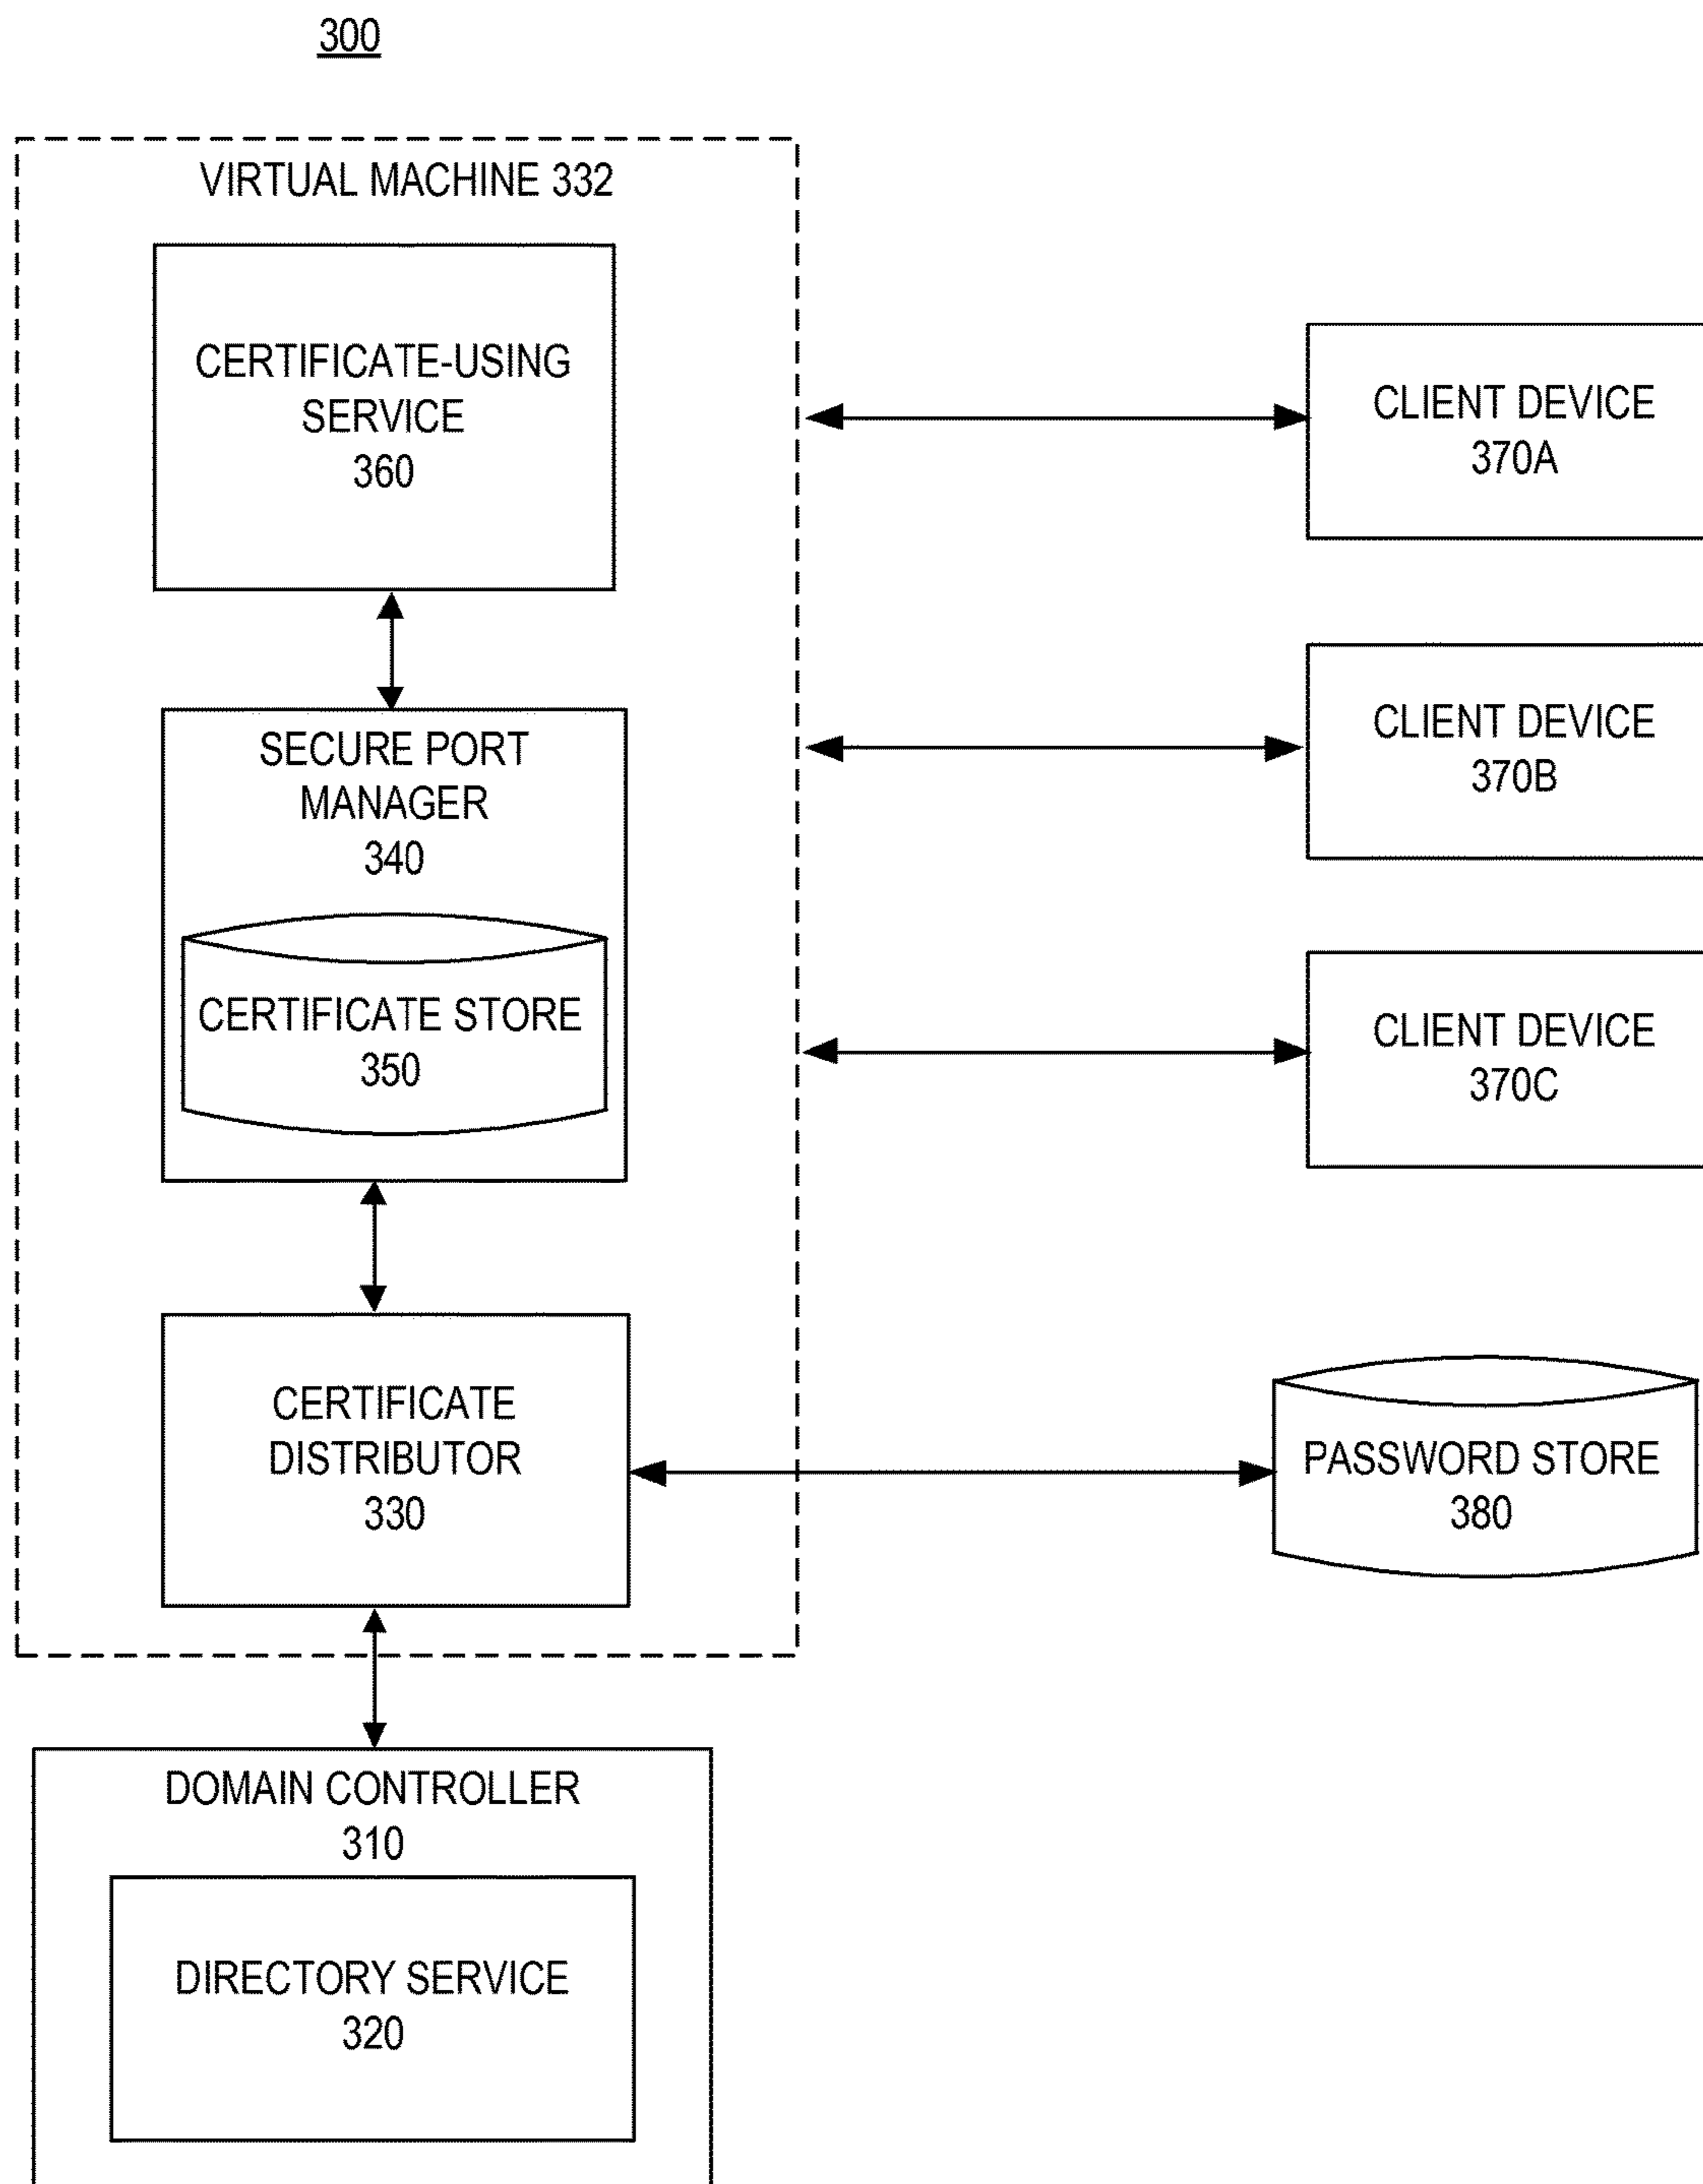 300
VIRTUAL MACHINE 332
CERTIFICATE-USING
SERVICE
360
SECURE PORT
MANAGER
340
CERTIFICATE STORE
350
CERTIFICATE
DISTRIBUTOR
330
DOMAIN CONTROLLER
310
DIRECTORY SERVICE
320
CLIENT DEVICE
370A
CLIENT DEVICE
370B
CLIENT DEVICE
370C
PASSWORD STORE
380